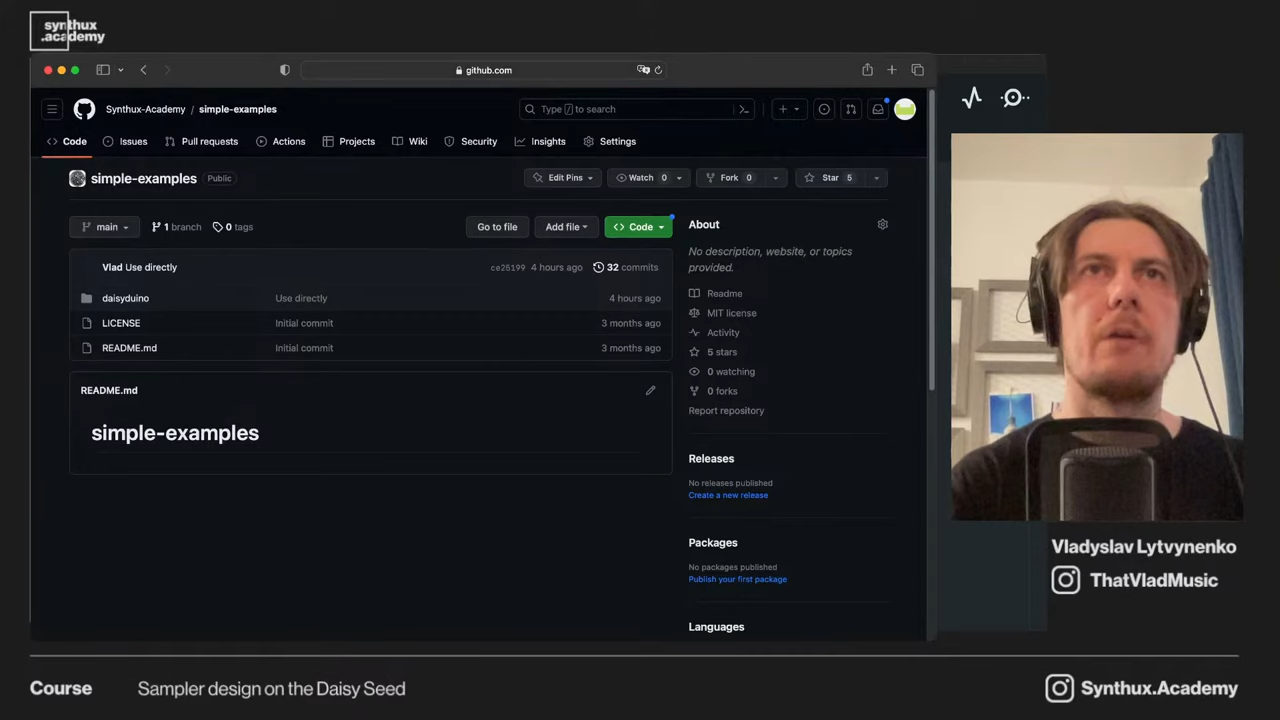 synthux
.academy
github.com
Synthux-Academy / simple-examples
Type / to search
Code
Issues
Pull requests
Actions
Projects
Wiki
Security
Insights
Settings
simple-examples Public
Edit Pins
Watch 0
Fork 0
Star 5
main
1 branch
0 tags
Go to file
Add file
Code
Vlad Use directly
ce25199 4 hours ago
32 commits
daisyduino
Use directly
4 hours ago
LICENSE
Initial commit
3 months ago
README.md
Initial commit
3 months ago
README.md
simple-examples
About
No description, website, or topics
provided.
Readme
MIT license
Activity
5 stars
0 watching
0 forks
Report repository
Releases
No releases published
Create a new release
Packages
No packages published
Publish your first package
Languages
Vladyslav Lytvynenko
ThatVladMusic
Course
Sampler design on the Daisy Seed
Synthux.Academy